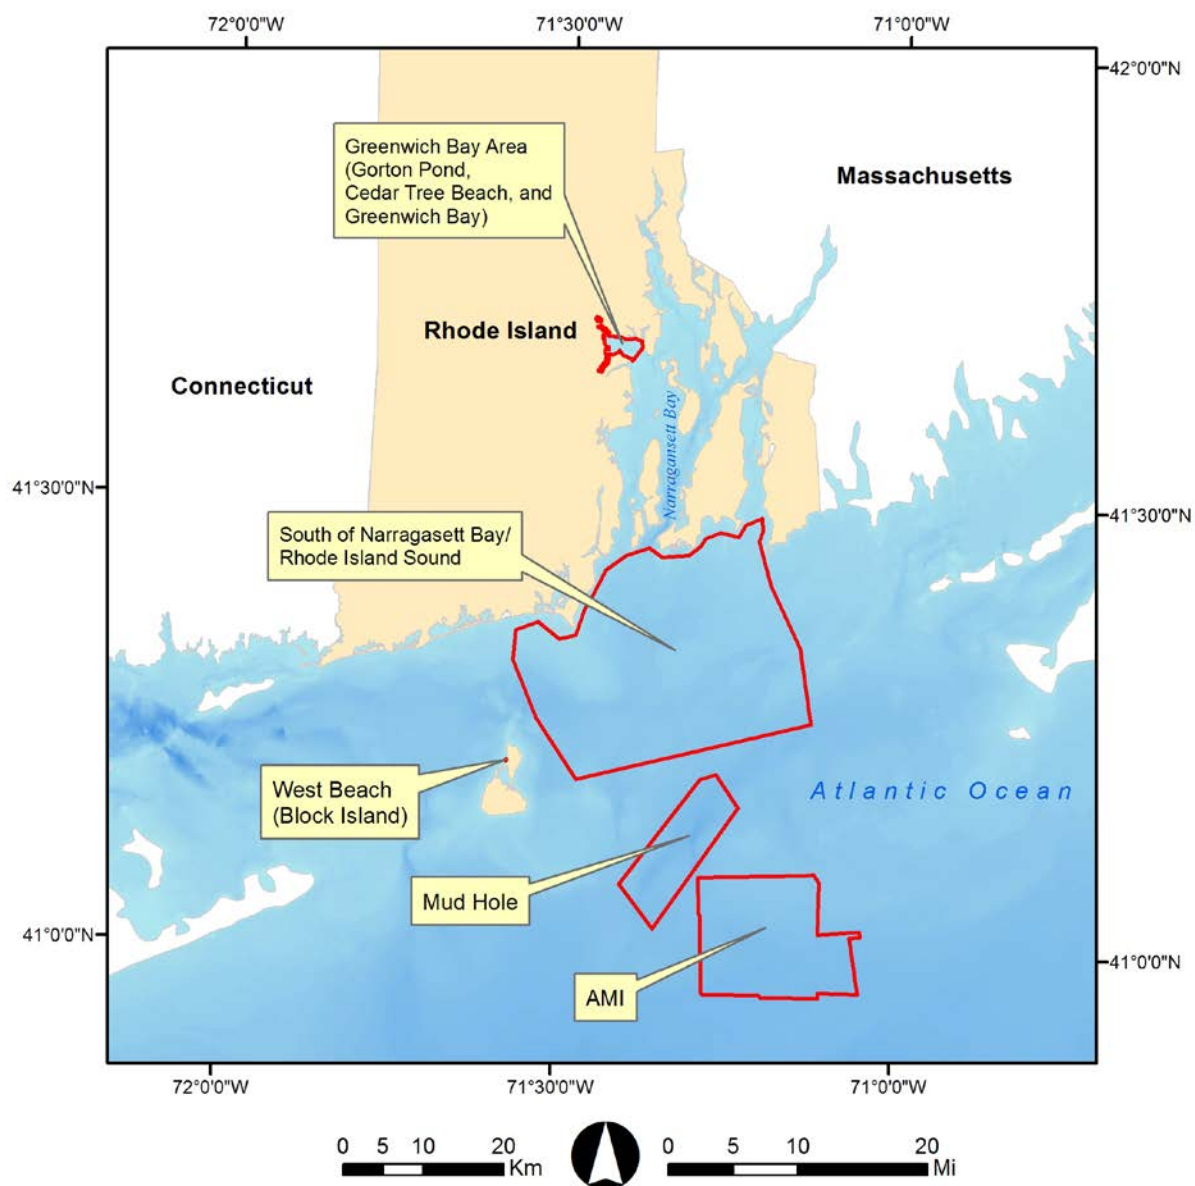 72°0'0"W 71°30'0"W 71°0'0"W
42°0'0"N
Greenwich Bay Area
(Gorton Pond,
Cedar Tree Beach, and
Greenwich Bay)
Massachusetts
Rhode Island
Connecticut
Narragansett Bay
41°30'0"N
41°30'0"N
South of Narragasett Bay/
Rhode Island Sound
West Beach
(Block Island)
Atlantic Ocean
Mud Hole
41°0'0"N
41°0'0"N
AMI
72°0'0"W 71°30'0"W 71°0'0"W
0 5 10 20
Km
0 5 10 20
Mi